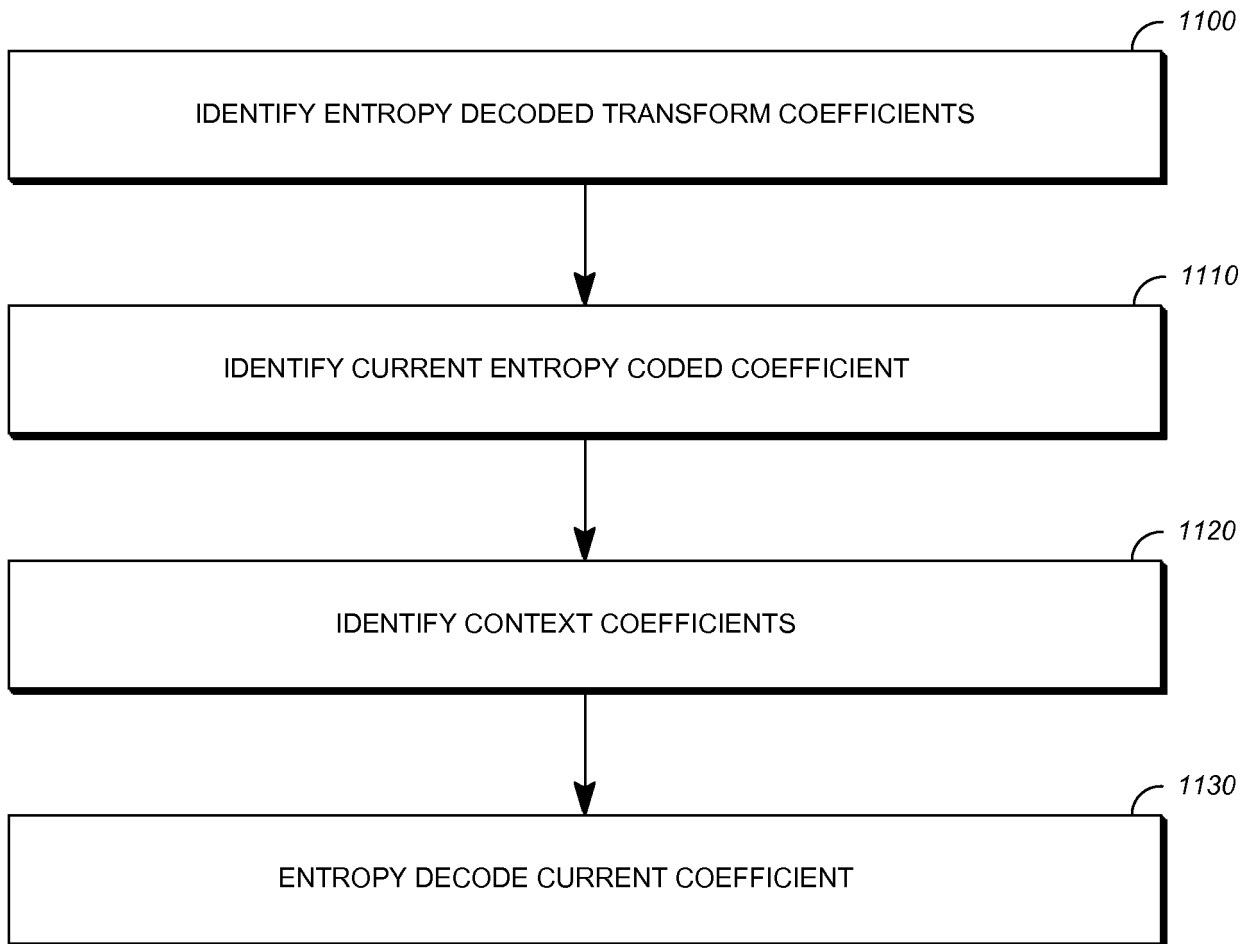 1100
IDENTIFY ENTROPY DECODED TRANSFORM COEFFICIENTS
1110
IDENTIFY CURRENT ENTROPY CODED COEFFICIENT
1120
IDENTIFY CONTEXT COEFFICIENTS
1130
ENTROPY DECODE CURRENT COEFFICIENT